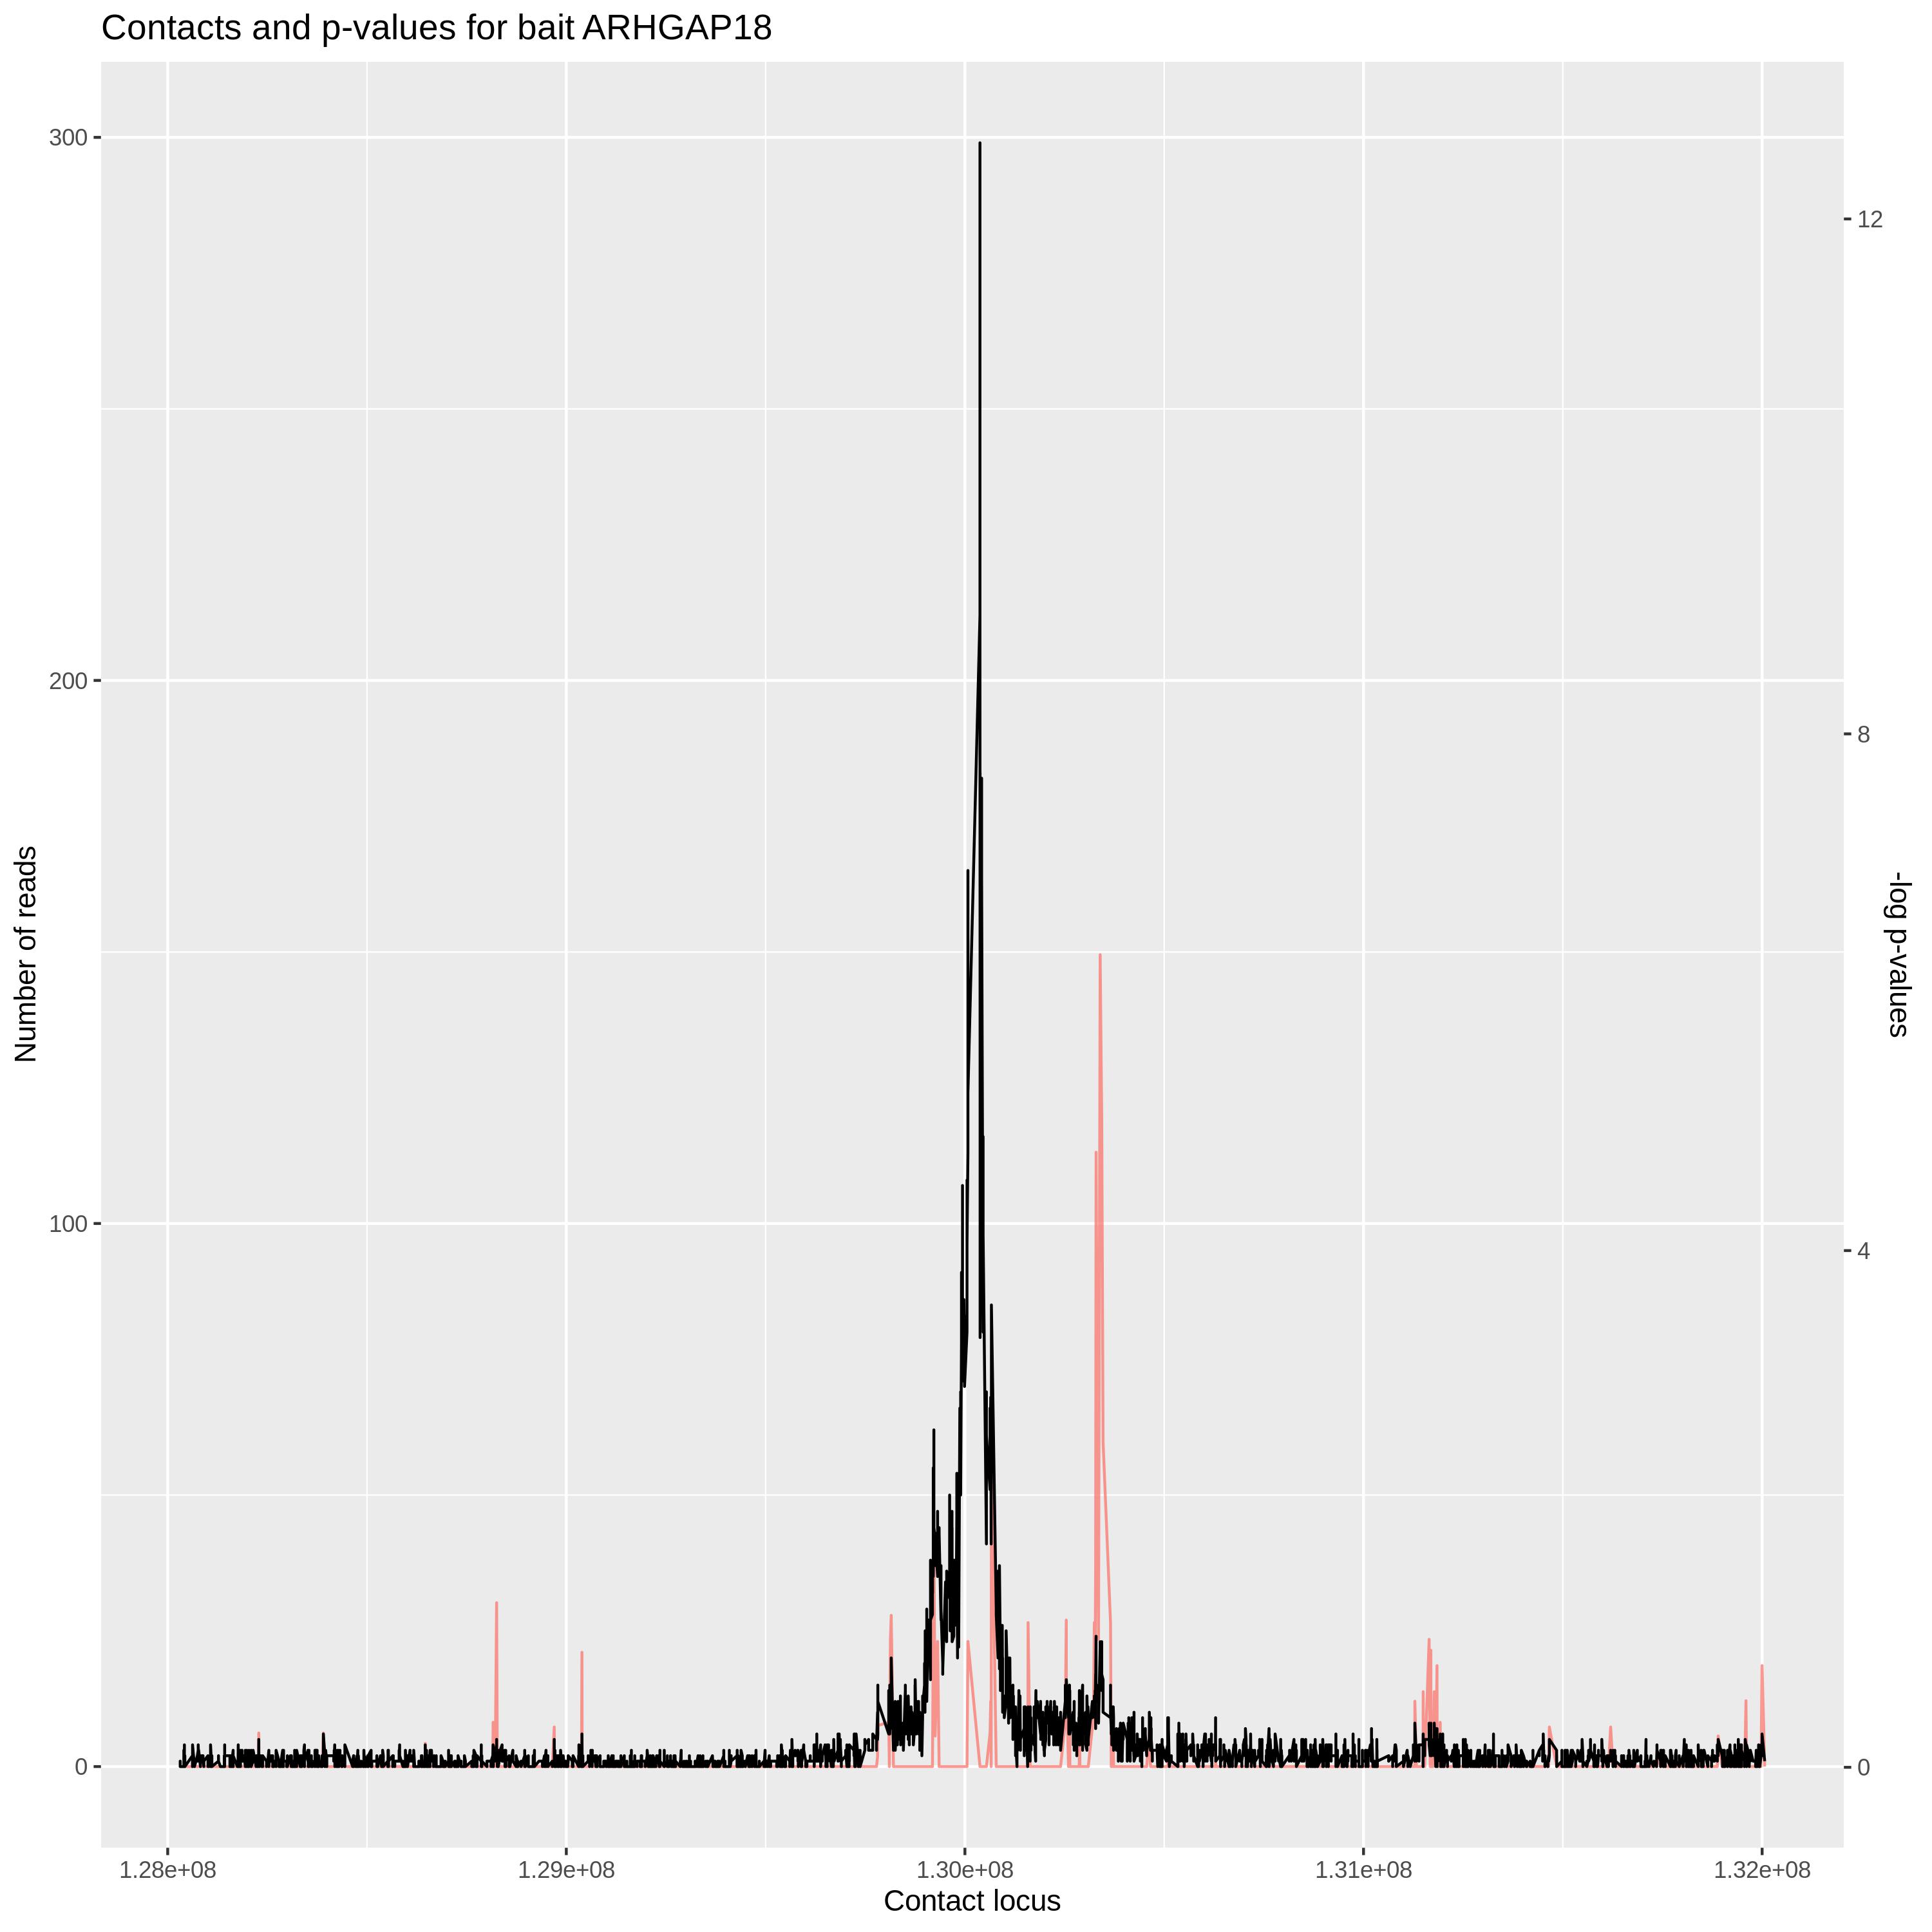 Contacts and p-values for bait ARHGAP18
300
200
100
0
Number of reads
12
8
4
0
-log p-values
1.28e+08
1.29e+08
1.30e+08
1.31e+08
1.32e+08
Contact locus